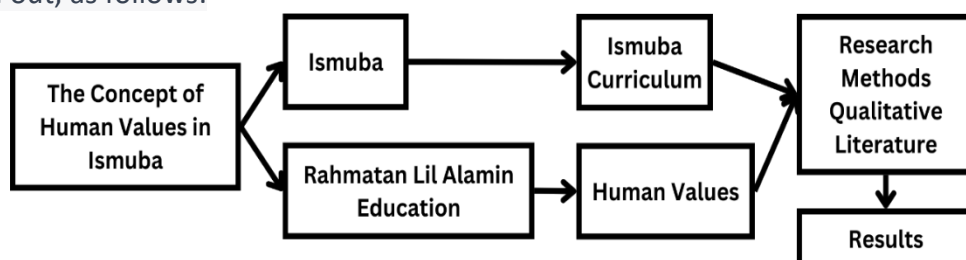 out, as follows:
The Concept of
Human Values in
Ismuba
Ismuba
Rahmatan Lil Alamin
Education
Ismuba
Curriculum
Human Values
Research
Methods
Qualitative
Literature
Results